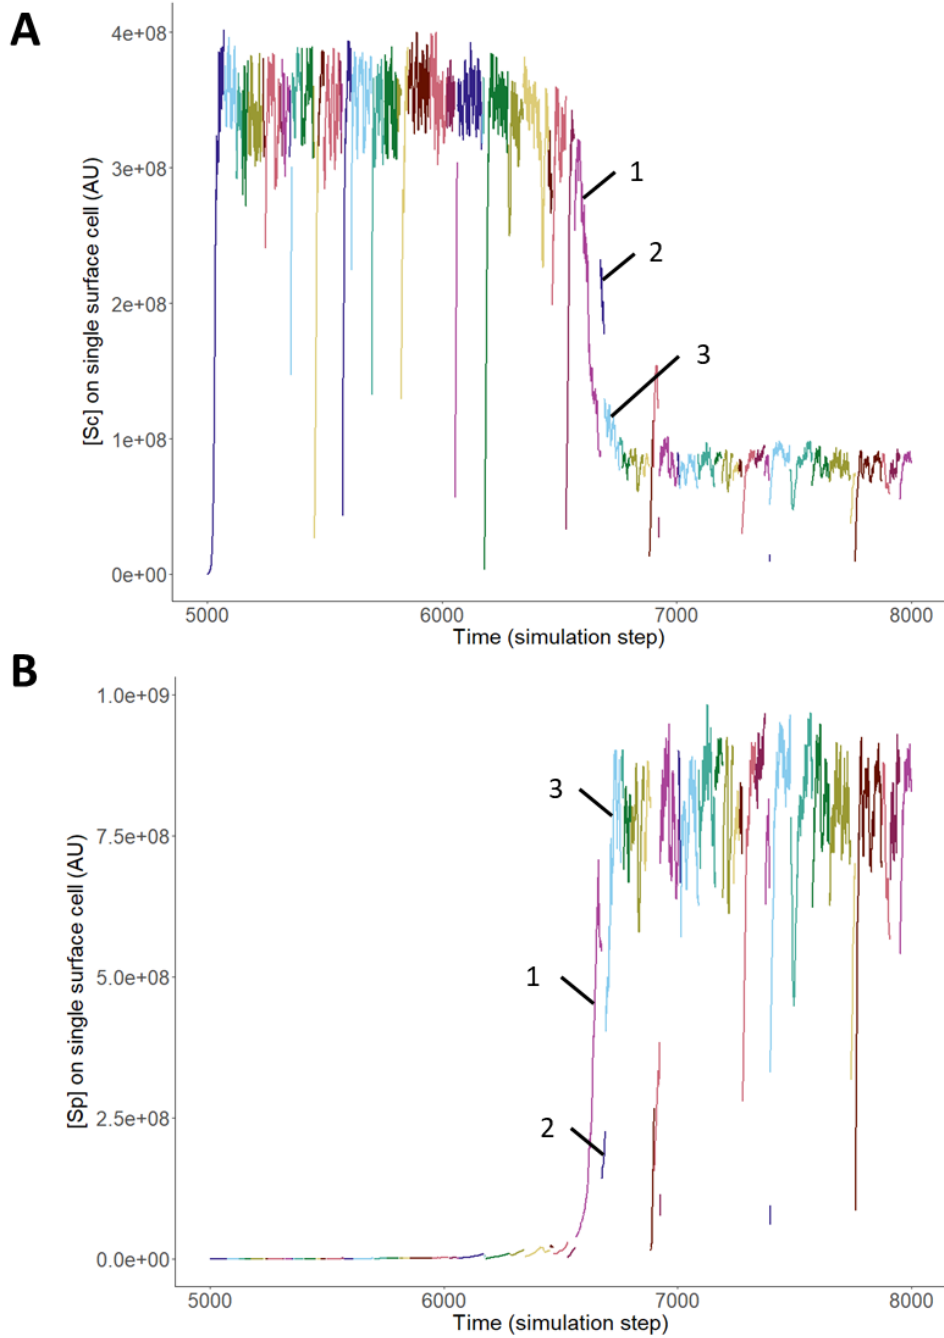 A
[Sc] on single surface cell (AU)
4e+08
3e+08
2e+08
1e+08
0e+00
1
2
3
5000 6000 7000 8000
Time (simulation step)
B
[Sp] on single surface cell (AU)
1.0e+09
7.5e+08
5.0e+08
2.5e+08
0.0e+00
3
1
2
5000 6000 7000 8000
Time (simulation step)